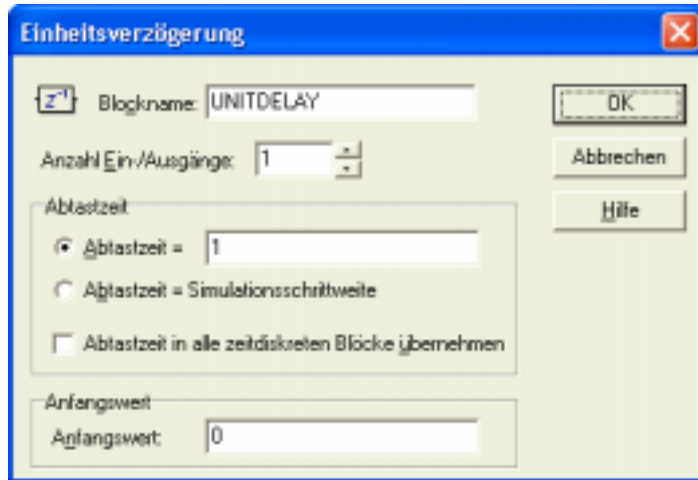 Einheitsverzögerung
z⁻¹ Blockname: UNITDELAY
OK
Anzahl Ein-/Ausgänge: 1
Abbrechen
Abtastzeit
Hilfe
Abtastzeit = 1
Abtastzeit = Simulationsschrittweite
Abtastzeit in alle zeitdiskreten Blöcke übernehmen
Anfangswert
Anfangswert: 0